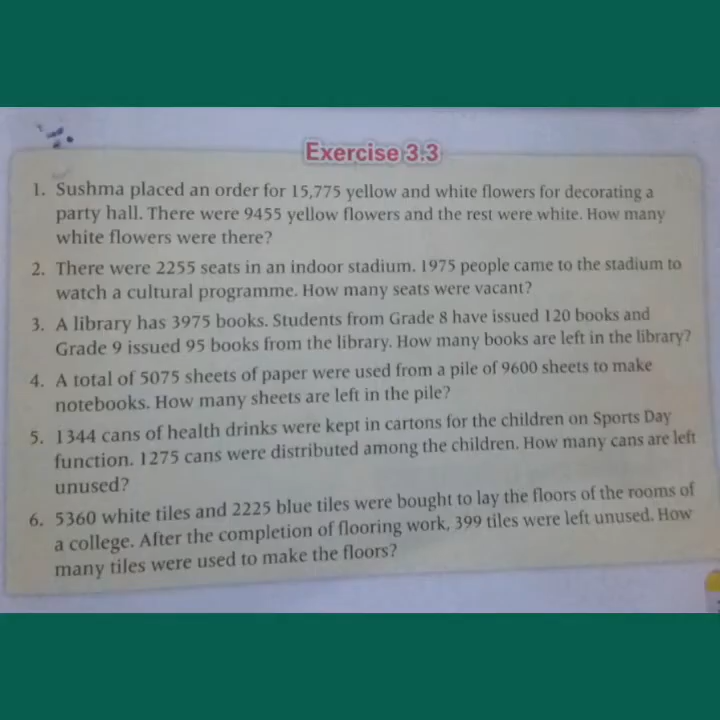 Exercise 3.3
1. Sushma placed an order for 15,775 yellow and white flowers for decorating a
party hall. There were 9455 yellow flowers and the rest were white. How many
white flowers were there?
2. There were 2255 seats in an indoor stadium. 1975 people came to the stadium to
watch a cultural programme. How many seats were vacant?
3. A library has 3975 books. Students from Grade 8 have issued 120 books and
Grade 9 issued 95 books from the library. How many books are left in the library?
4. A total of 5075 sheets of paper were used from a pile of 9600 sheets to make
notebooks. How many sheets are left in the pile?
5. 1344 cans of health drinks were kept in cartons for the children on Sports Day
function. 1275 cans were distributed among the children. How many cans are left
unused?
6. 5360 white tiles and 2225 blue tiles were bought to lay the floors of the rooms of
a college. After the completion of flooring work, 399 tiles were left unused. How
many tiles were used to make the floors?